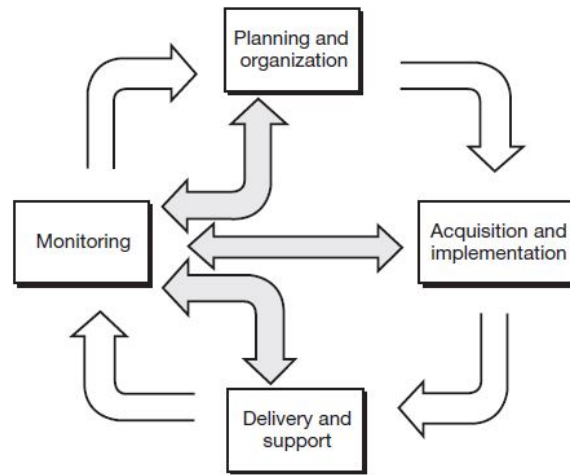 Planning and
organization
Monitoring
Acquisition and
implementation
Delivery and
support